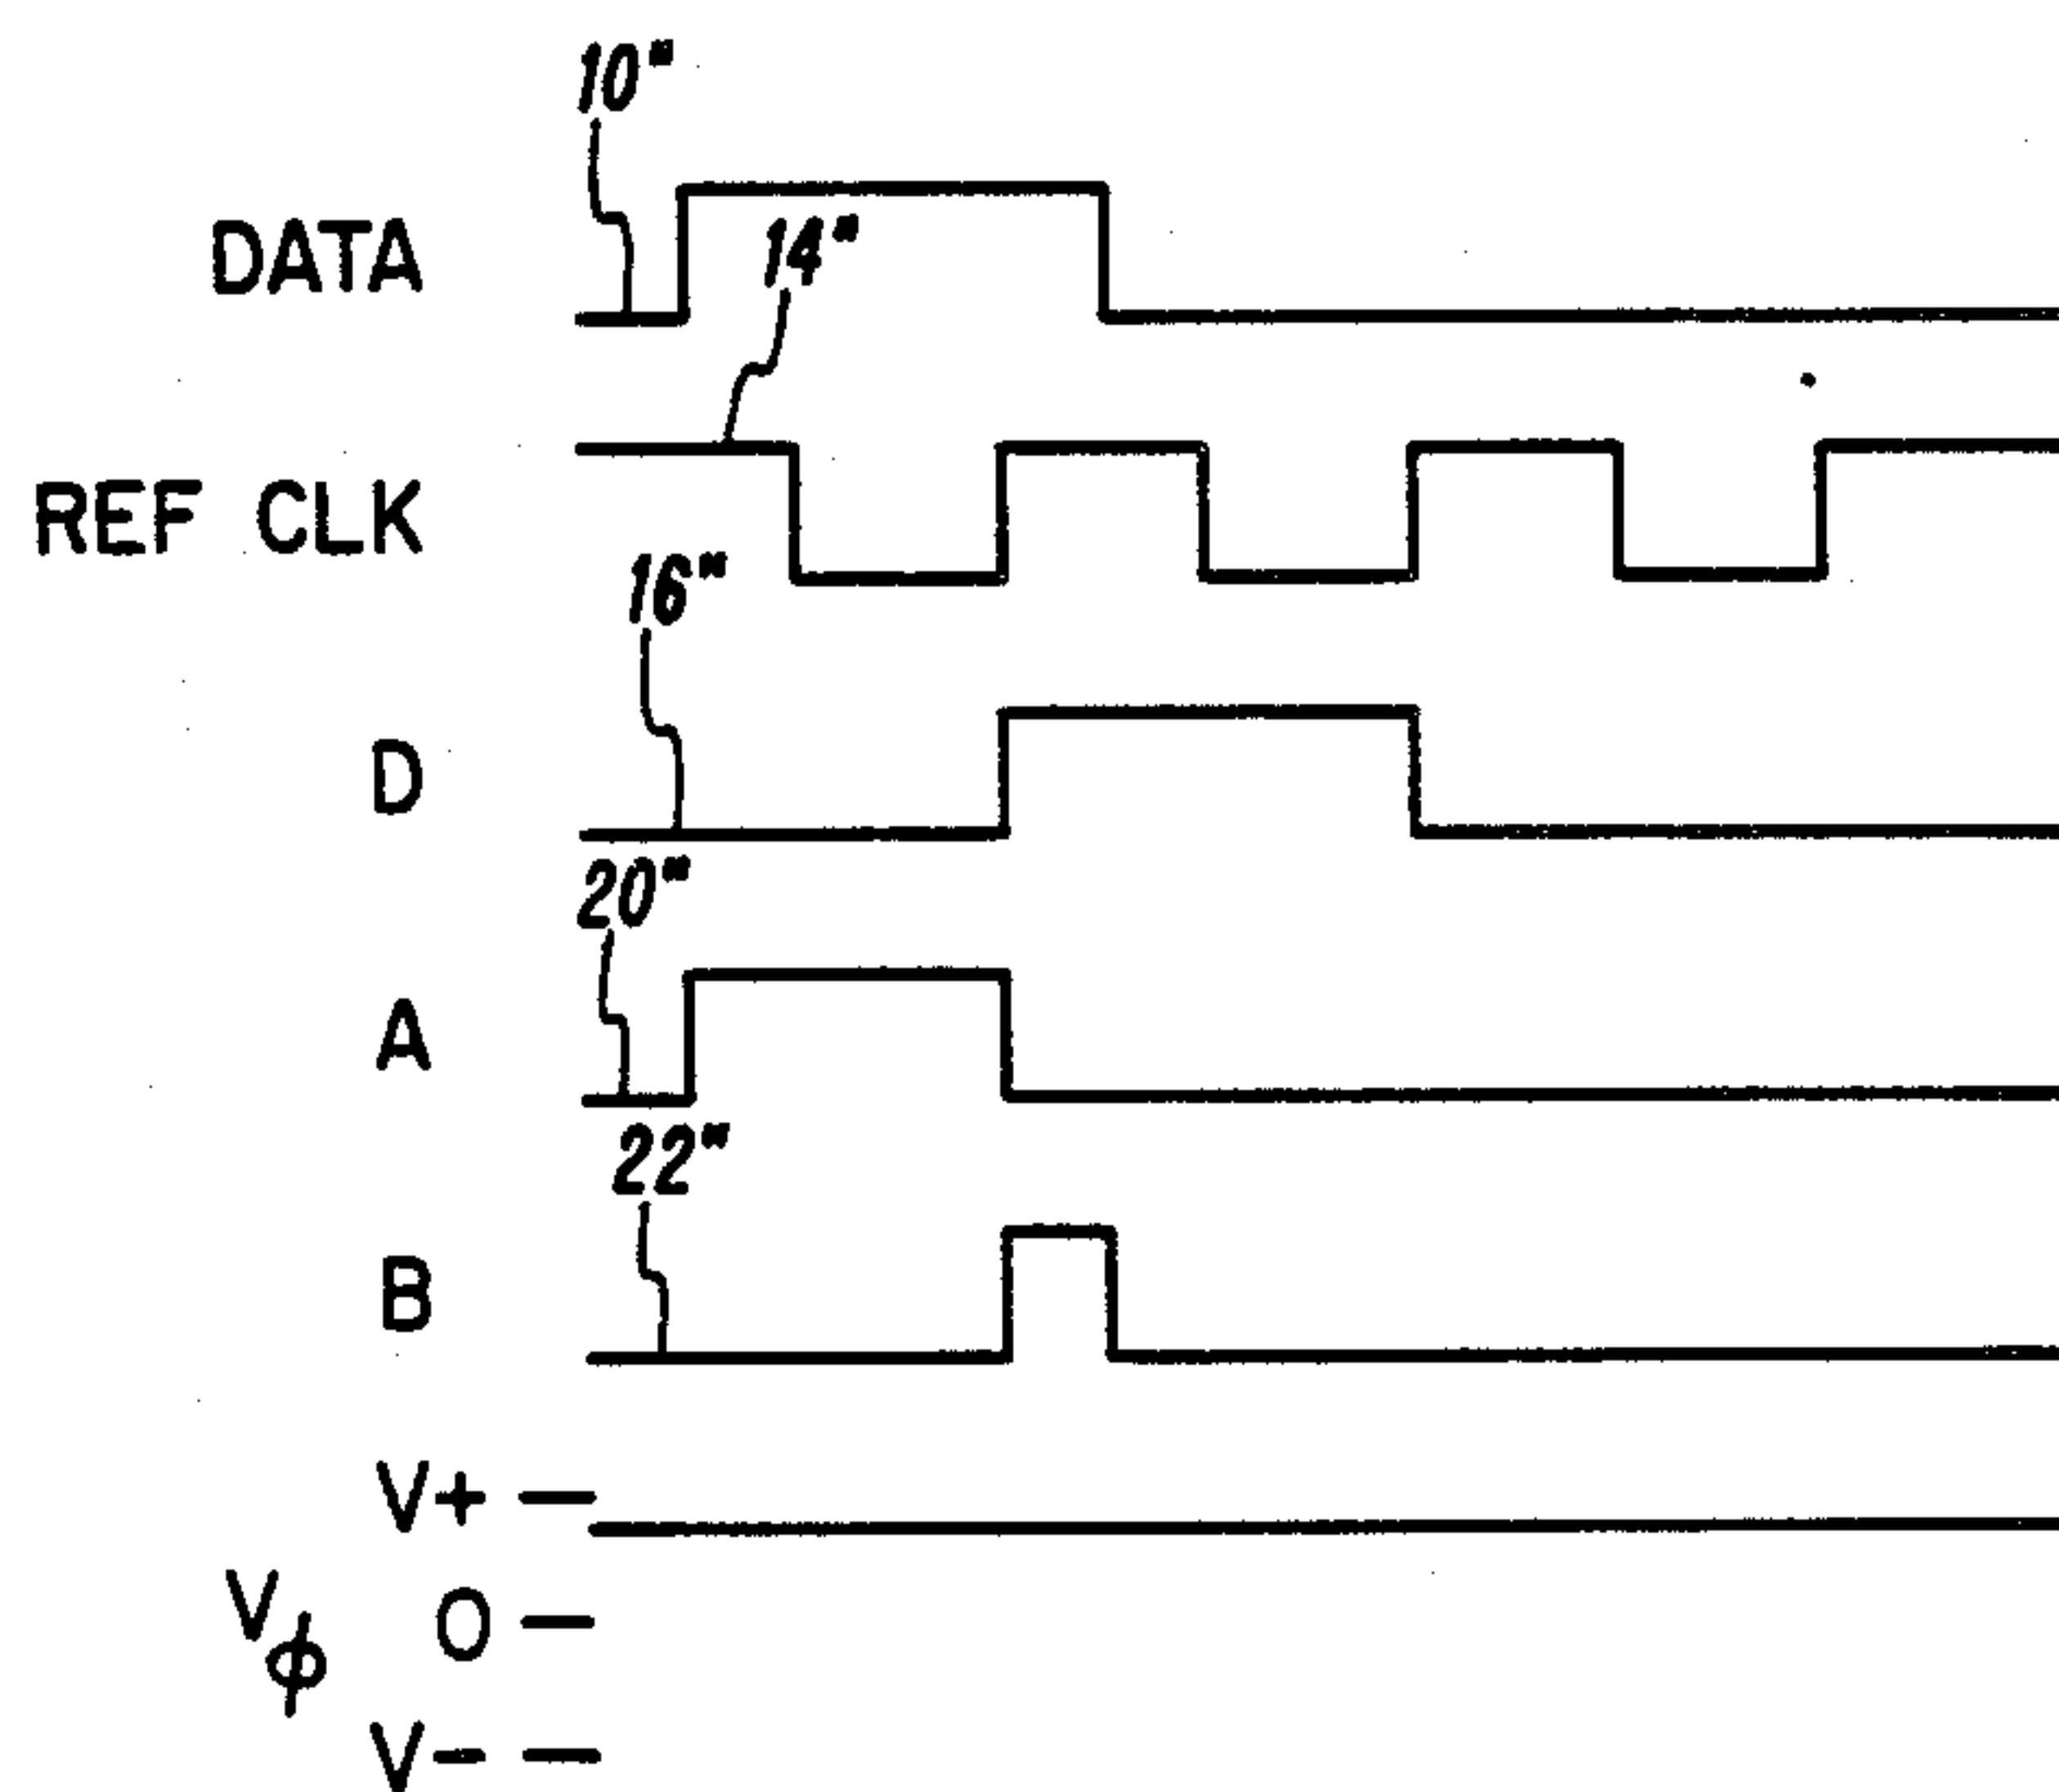 10"
DATA
14"
REF CLK
16"
D
20"
A
22"
B
V+
Vϕ 0
V-